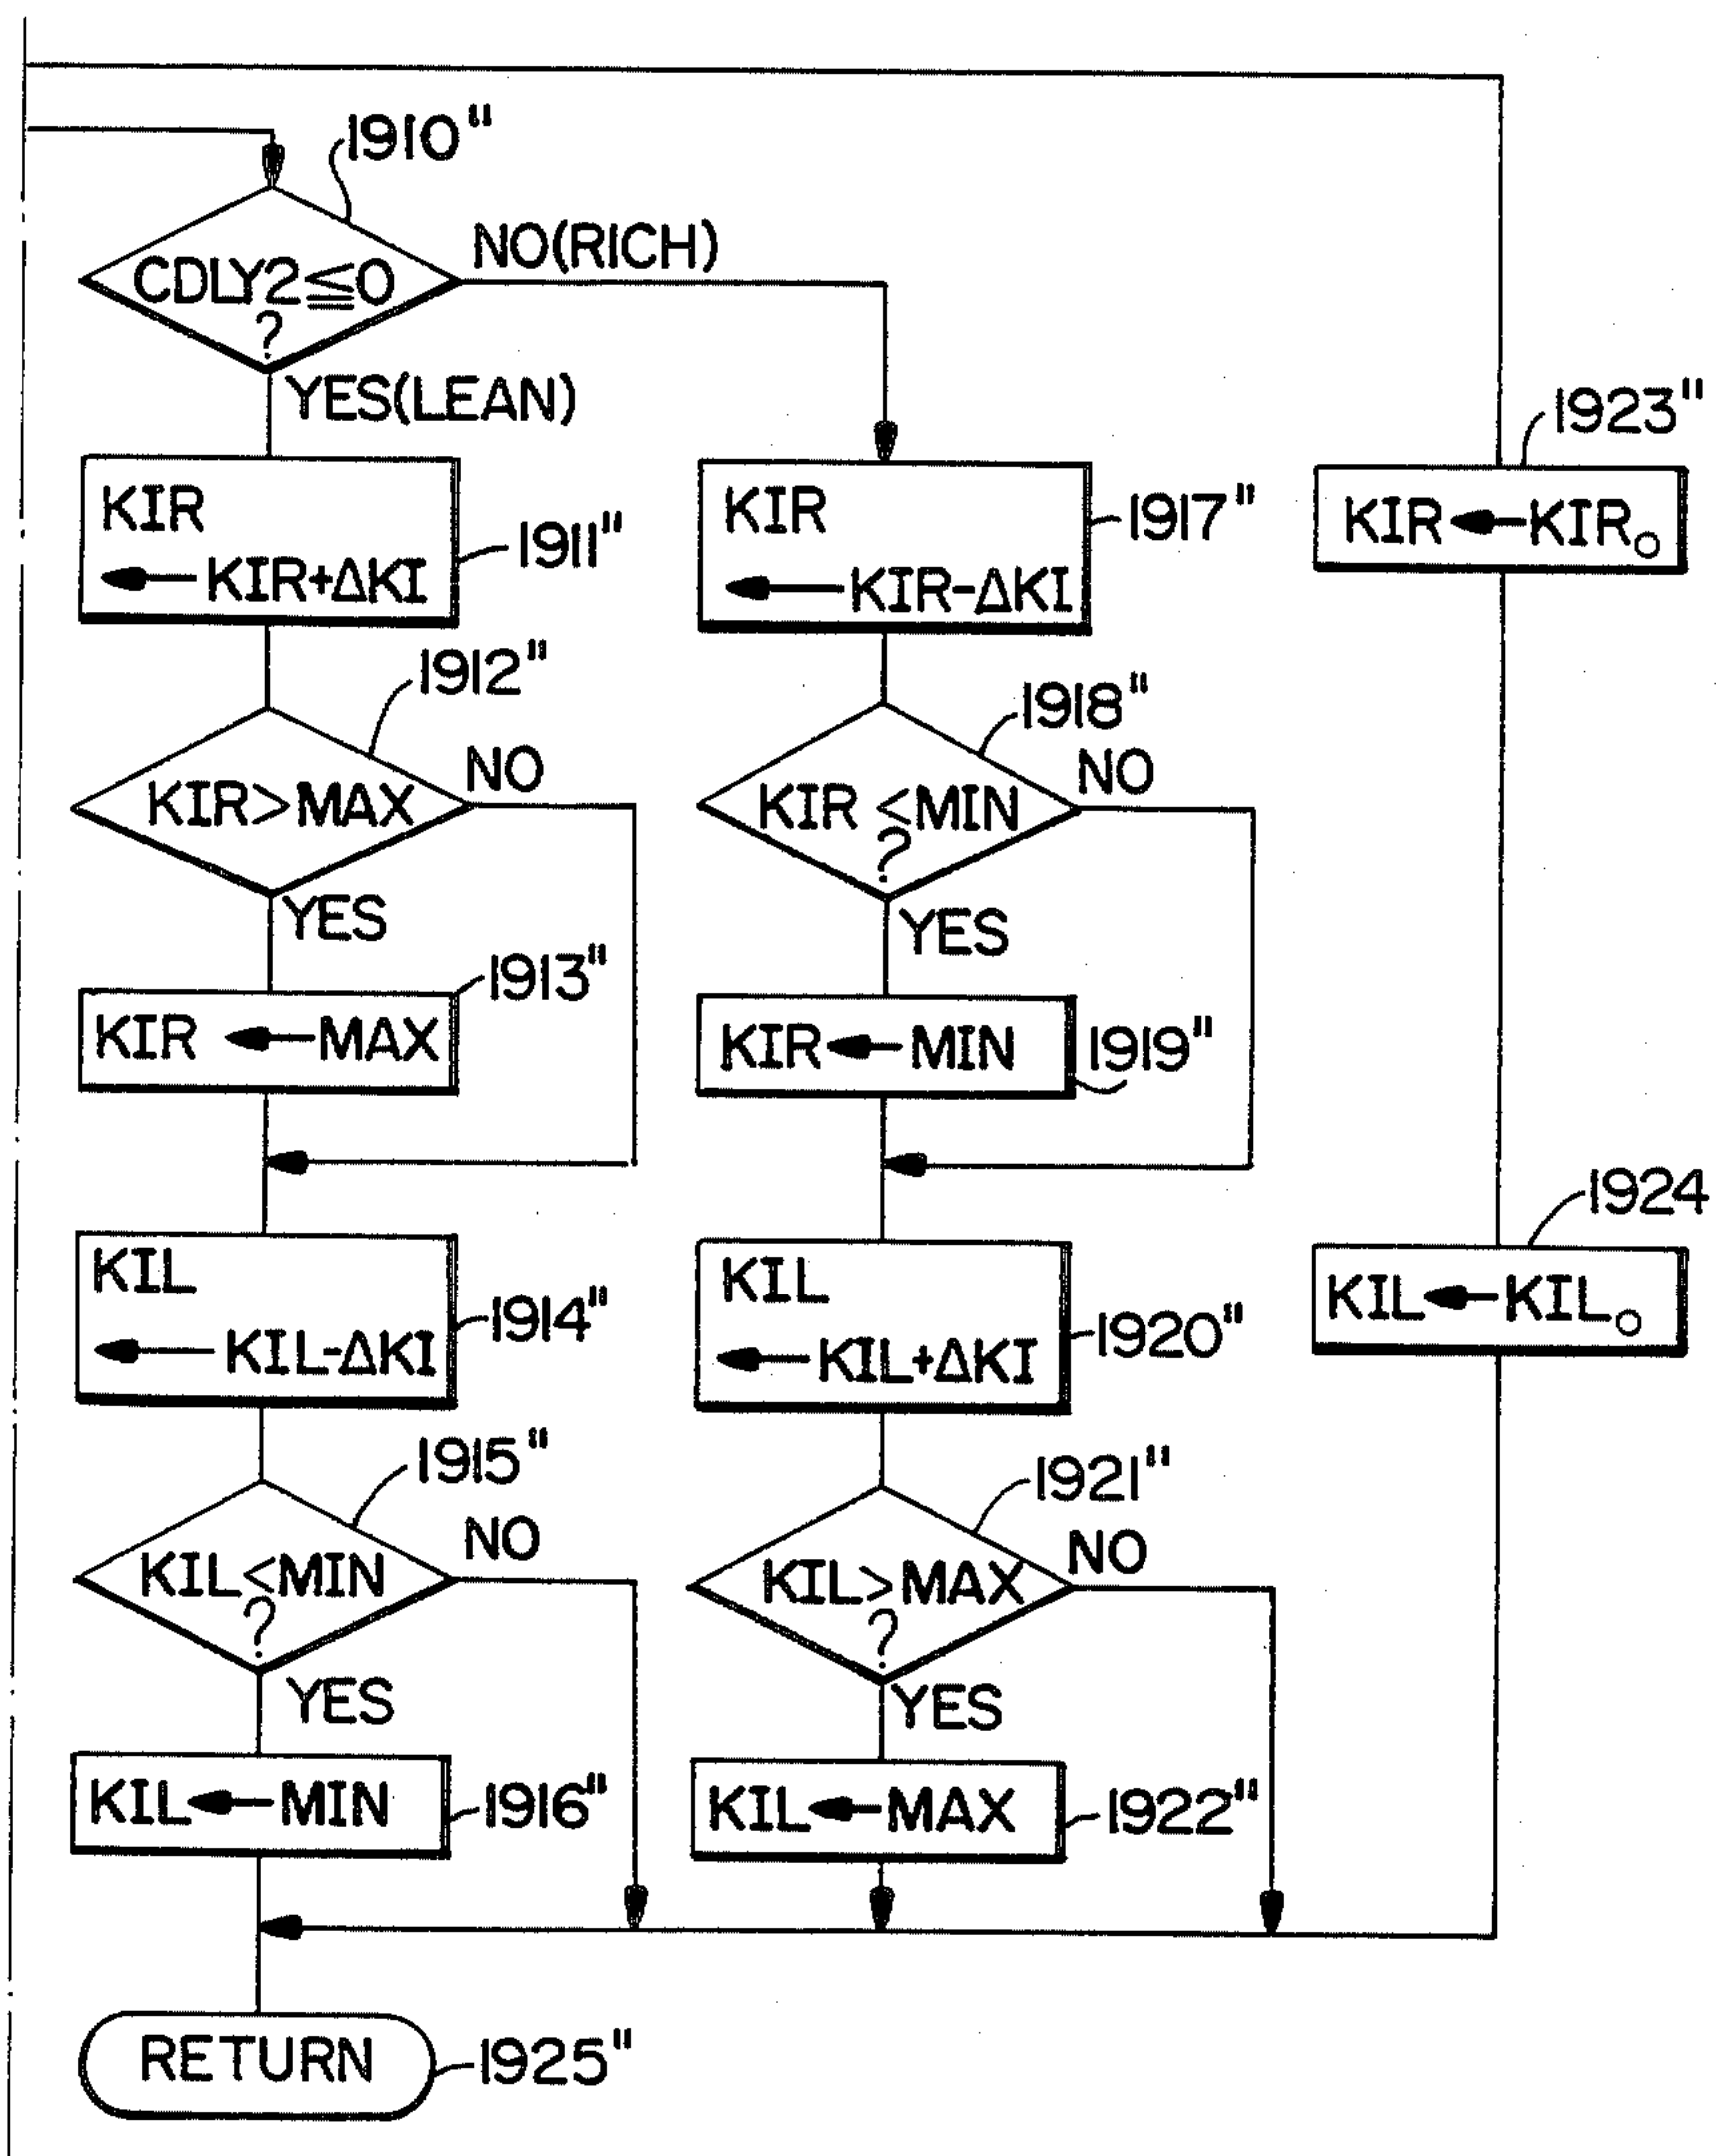 1910"
CDLY2≦0
?
NO(RICH)
YES(LEAN)
KIR
←KIR+ΔKI
1911"
KIR>MAX
1912"
NO
YES
KIR ←MAX
1913"
KIL
← KIL-ΔKI
1914"
KIL<MIN
?
1915"
NO
YES
KIL←MIN
1916"
RETURN
1925"
KIR
←KIR-ΔKI
1917"
KIR <MIN
?
1918"
NO
YES
KIR← MIN
1919"
KIL
←KIL+ΔKI
1920"
KIL>MAX
?
1921"
NO
YES
KIL←MAX
1922"
1923"
KIR←KIR₀
1924
KIL←KIL₀